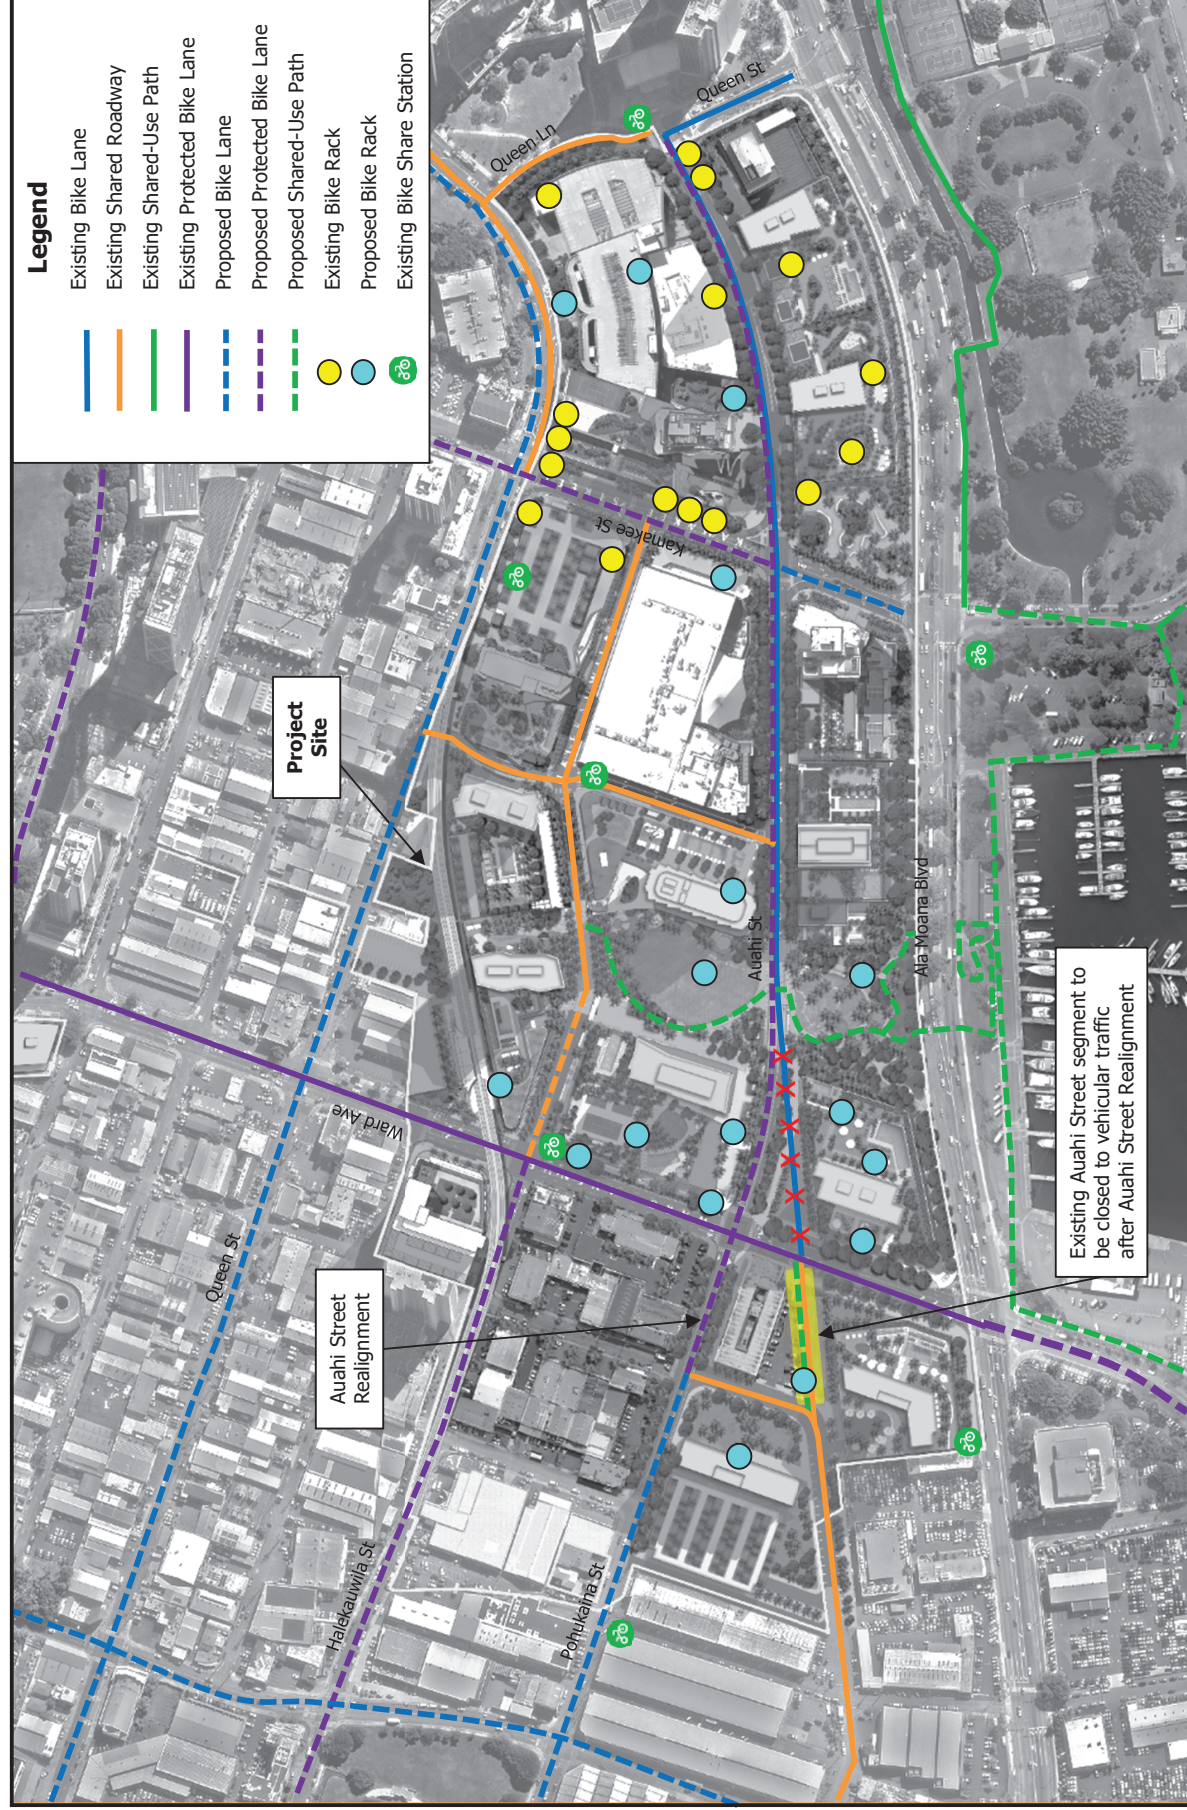 Legend
Existing Bike Lane
Existing Shared Roadway
Existing Shared-Use Path
Existing Protected Bike Lane
Proposed Bike Lane
Proposed Protected Bike Lane
Proposed Shared-Use Path
Existing Bike Rack
Proposed Bike Rack
Existing Bike Share Station
Queen St
Queen Ln
Kamakee St
Project
Site
Ala Moana Blvd
Auahi St
Ward Ave
Existing Auahi Street segment to
be closed to vehicular traffic
after Auahi Street Realignment
Queen St
Auahi Street
Realignment
Halekauwila St
Pohukaina St